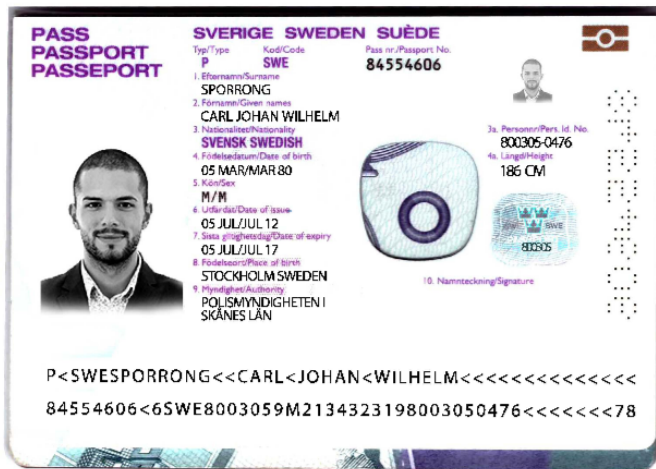 PASS
PASSPORT
PASSEPORT
SVERIGE SWEDEN SUÈDE
Typ/Type Kod/Code Pass nr./Passport No.
P SWE 84554606
1. Efternamn/Surname
SPORRONG
2. Förnamn/Given names
CARL JOHAN WILHELM
3. Nationalitet/Nationality
SVENSK SWEDISH
3a. Personnr/Pers. Id. No.
800305-0476
4. Födelsedatum/Date of birth
05 MAR/MAR 80
4a. Längd/Height
186 CM
5. Kön/Sex
M/M
6. Utfärdat/Date of issue
05 JUL/JUL 12
7. Sista giltighetsdag/Date of expiry
05 JUL/JUL 17
SWE SWE
800305
8. Födelseort/Place of birth
STOCKHOLM SWEDEN
9. Myndighet/Authority
POLISMYNDIGHETEN I
SKÅNES LÄN
10. Namnteckning/Signature
P<SWESPORRONG<<CARL<JOHAN<WILHELM<<<<<<<<<<<<<<
84554606<6SWE8003059M2134323198003050476<<<<<<<78